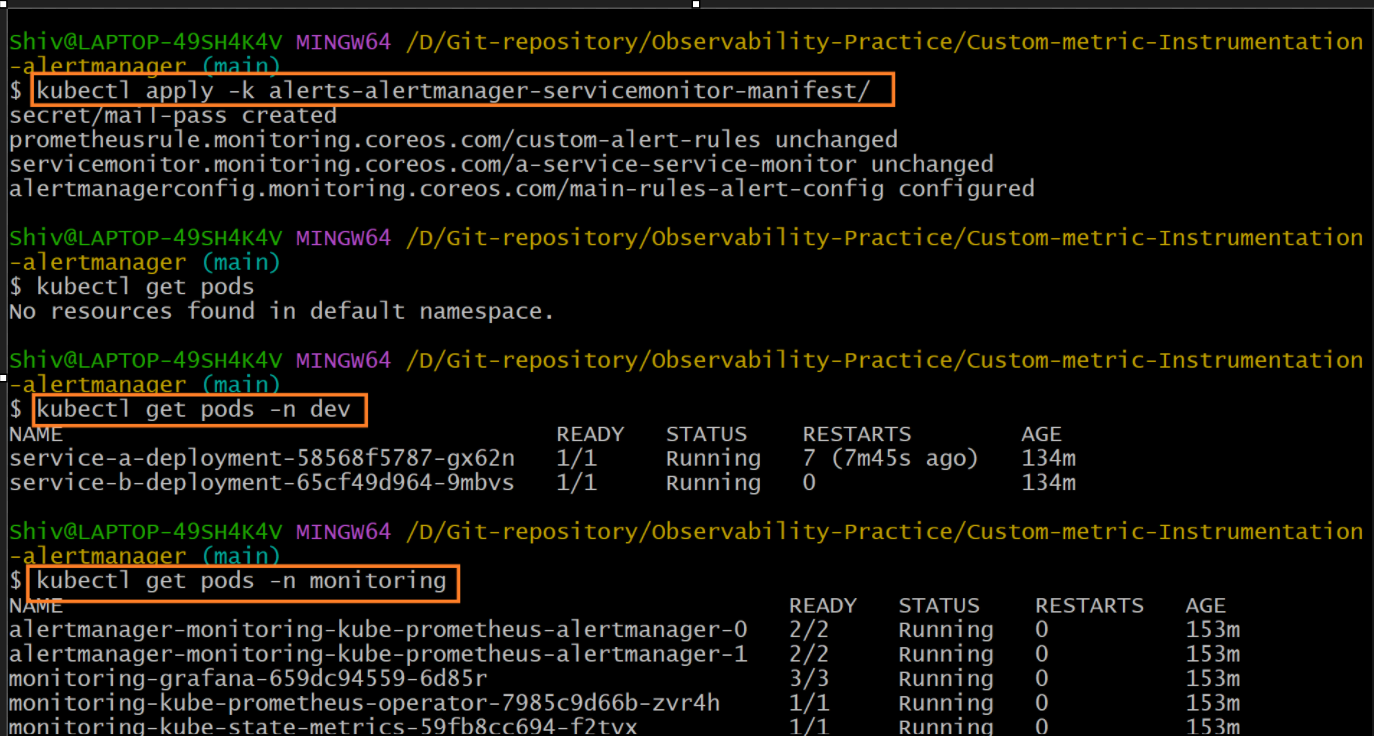 Shiv@LAPTOP-49SH4K4V MINGW64 /D/Git-repository/Observability-Practice/Custom-metric-Instrumentation
-alertmanager (main)
$ kubectl apply -k alerts-alertmanager-servicemonitor-manifest/
secret/mail-pass created
prometheusrule.monitoring.coreos.com/custom-alert-rules unchanged
servicemonitor.monitoring.coreos.com/a-service-service-monitor unchanged
alertmanagerconfig.monitoring.coreos.com/main-rules-alert-config configured
Shiv@LAPTOP-49SH4K4V MINGW64 /D/Git-repository/Observability-Practice/Custom-metric-Instrumentation
-alertmanager (main)
$ kubectl get pods
No resources found in default namespace.
Shiv@LAPTOP-49SH4K4V MINGW64 /D/Git-repository/Observability-Practice/Custom-metric-Instrumentation
-alertmanager (main)
$ kubectl get pods -n dev
NAME READY STATUS RESTARTS AGE
service-a-deployment-58568f5787-gx62n 1/1 Running 7 (7m45s ago) 134m
service-b-deployment-65cf49d964-9mbvs 1/1 Running 0 134m
Shiv@LAPTOP-49SH4K4V MINGW64 /D/Git-repository/Observability-Practice/Custom-metric-Instrumentation
-alertmanager (main)
$ kubectl get pods -n monitoring
NAME READY STATUS RESTARTS AGE
alertmanager-monitoring-kube-prometheus-alertmanager-0 2/2 Running 0 153m
alertmanager-monitoring-kube-prometheus-alertmanager-1 2/2 Running 0 153m
monitoring-grafana-659dc94559-6d85r 3/3 Running 0 153m
monitoring-kube-prometheus-operator-7985c9d66b-zvr4h 1/1 Running 0 153m
monitoring-kube-state-metrics-59fb8cc694-f2tvx 1/1 Running 0 153m